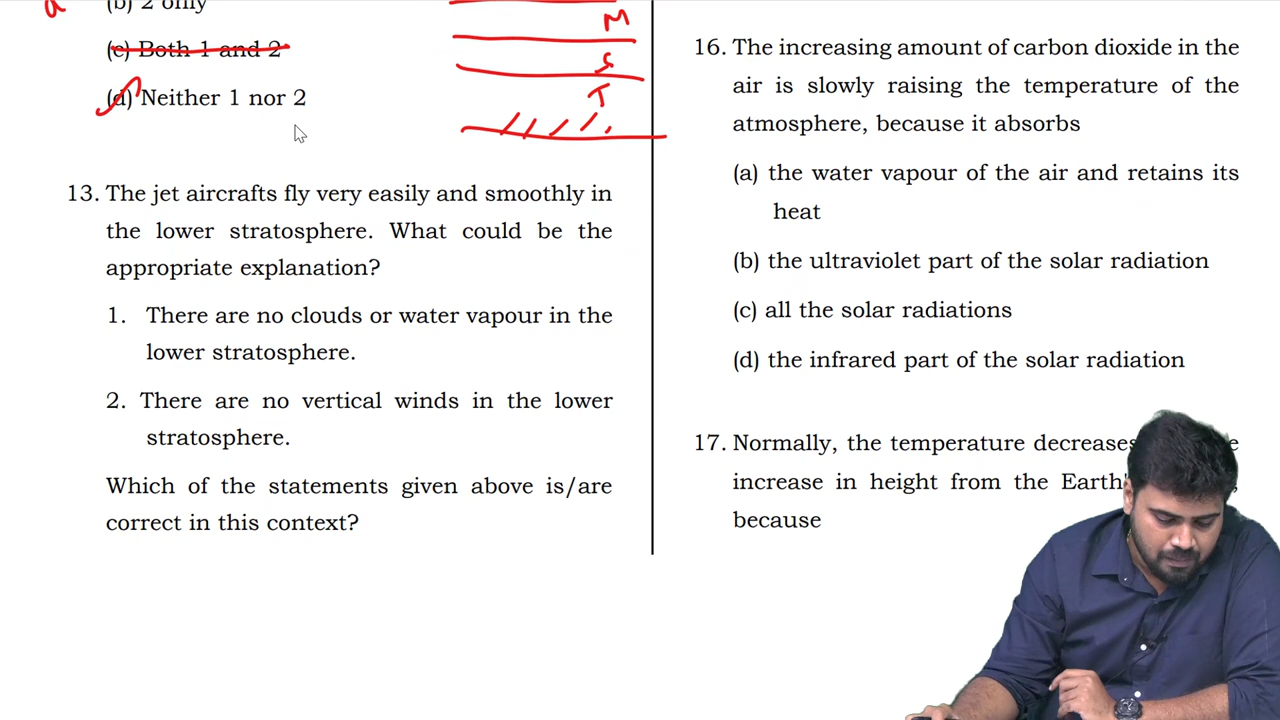 (b) 2 only
(c) Both 1 and 2
(d) Neither 1 nor 2
M
S
T
13. The jet aircrafts fly very easily and smoothly in
the lower stratosphere. What could be the
appropriate explanation?
1. There are no clouds or water vapour in the
lower stratosphere.
2. There are no vertical winds in the lower
stratosphere.
Which of the statements given above is/are
correct in this context?
16. The increasing amount of carbon dioxide in the
air is slowly raising the temperature of the
atmosphere, because it absorbs
(a) the water vapour of the air and retains its
heat
(b) the ultraviolet part of the solar radiation
(c) all the solar radiations
(d) the infrared part of the solar radiation
17. Normally, the temperature decreases
increase in height from the Earth
because